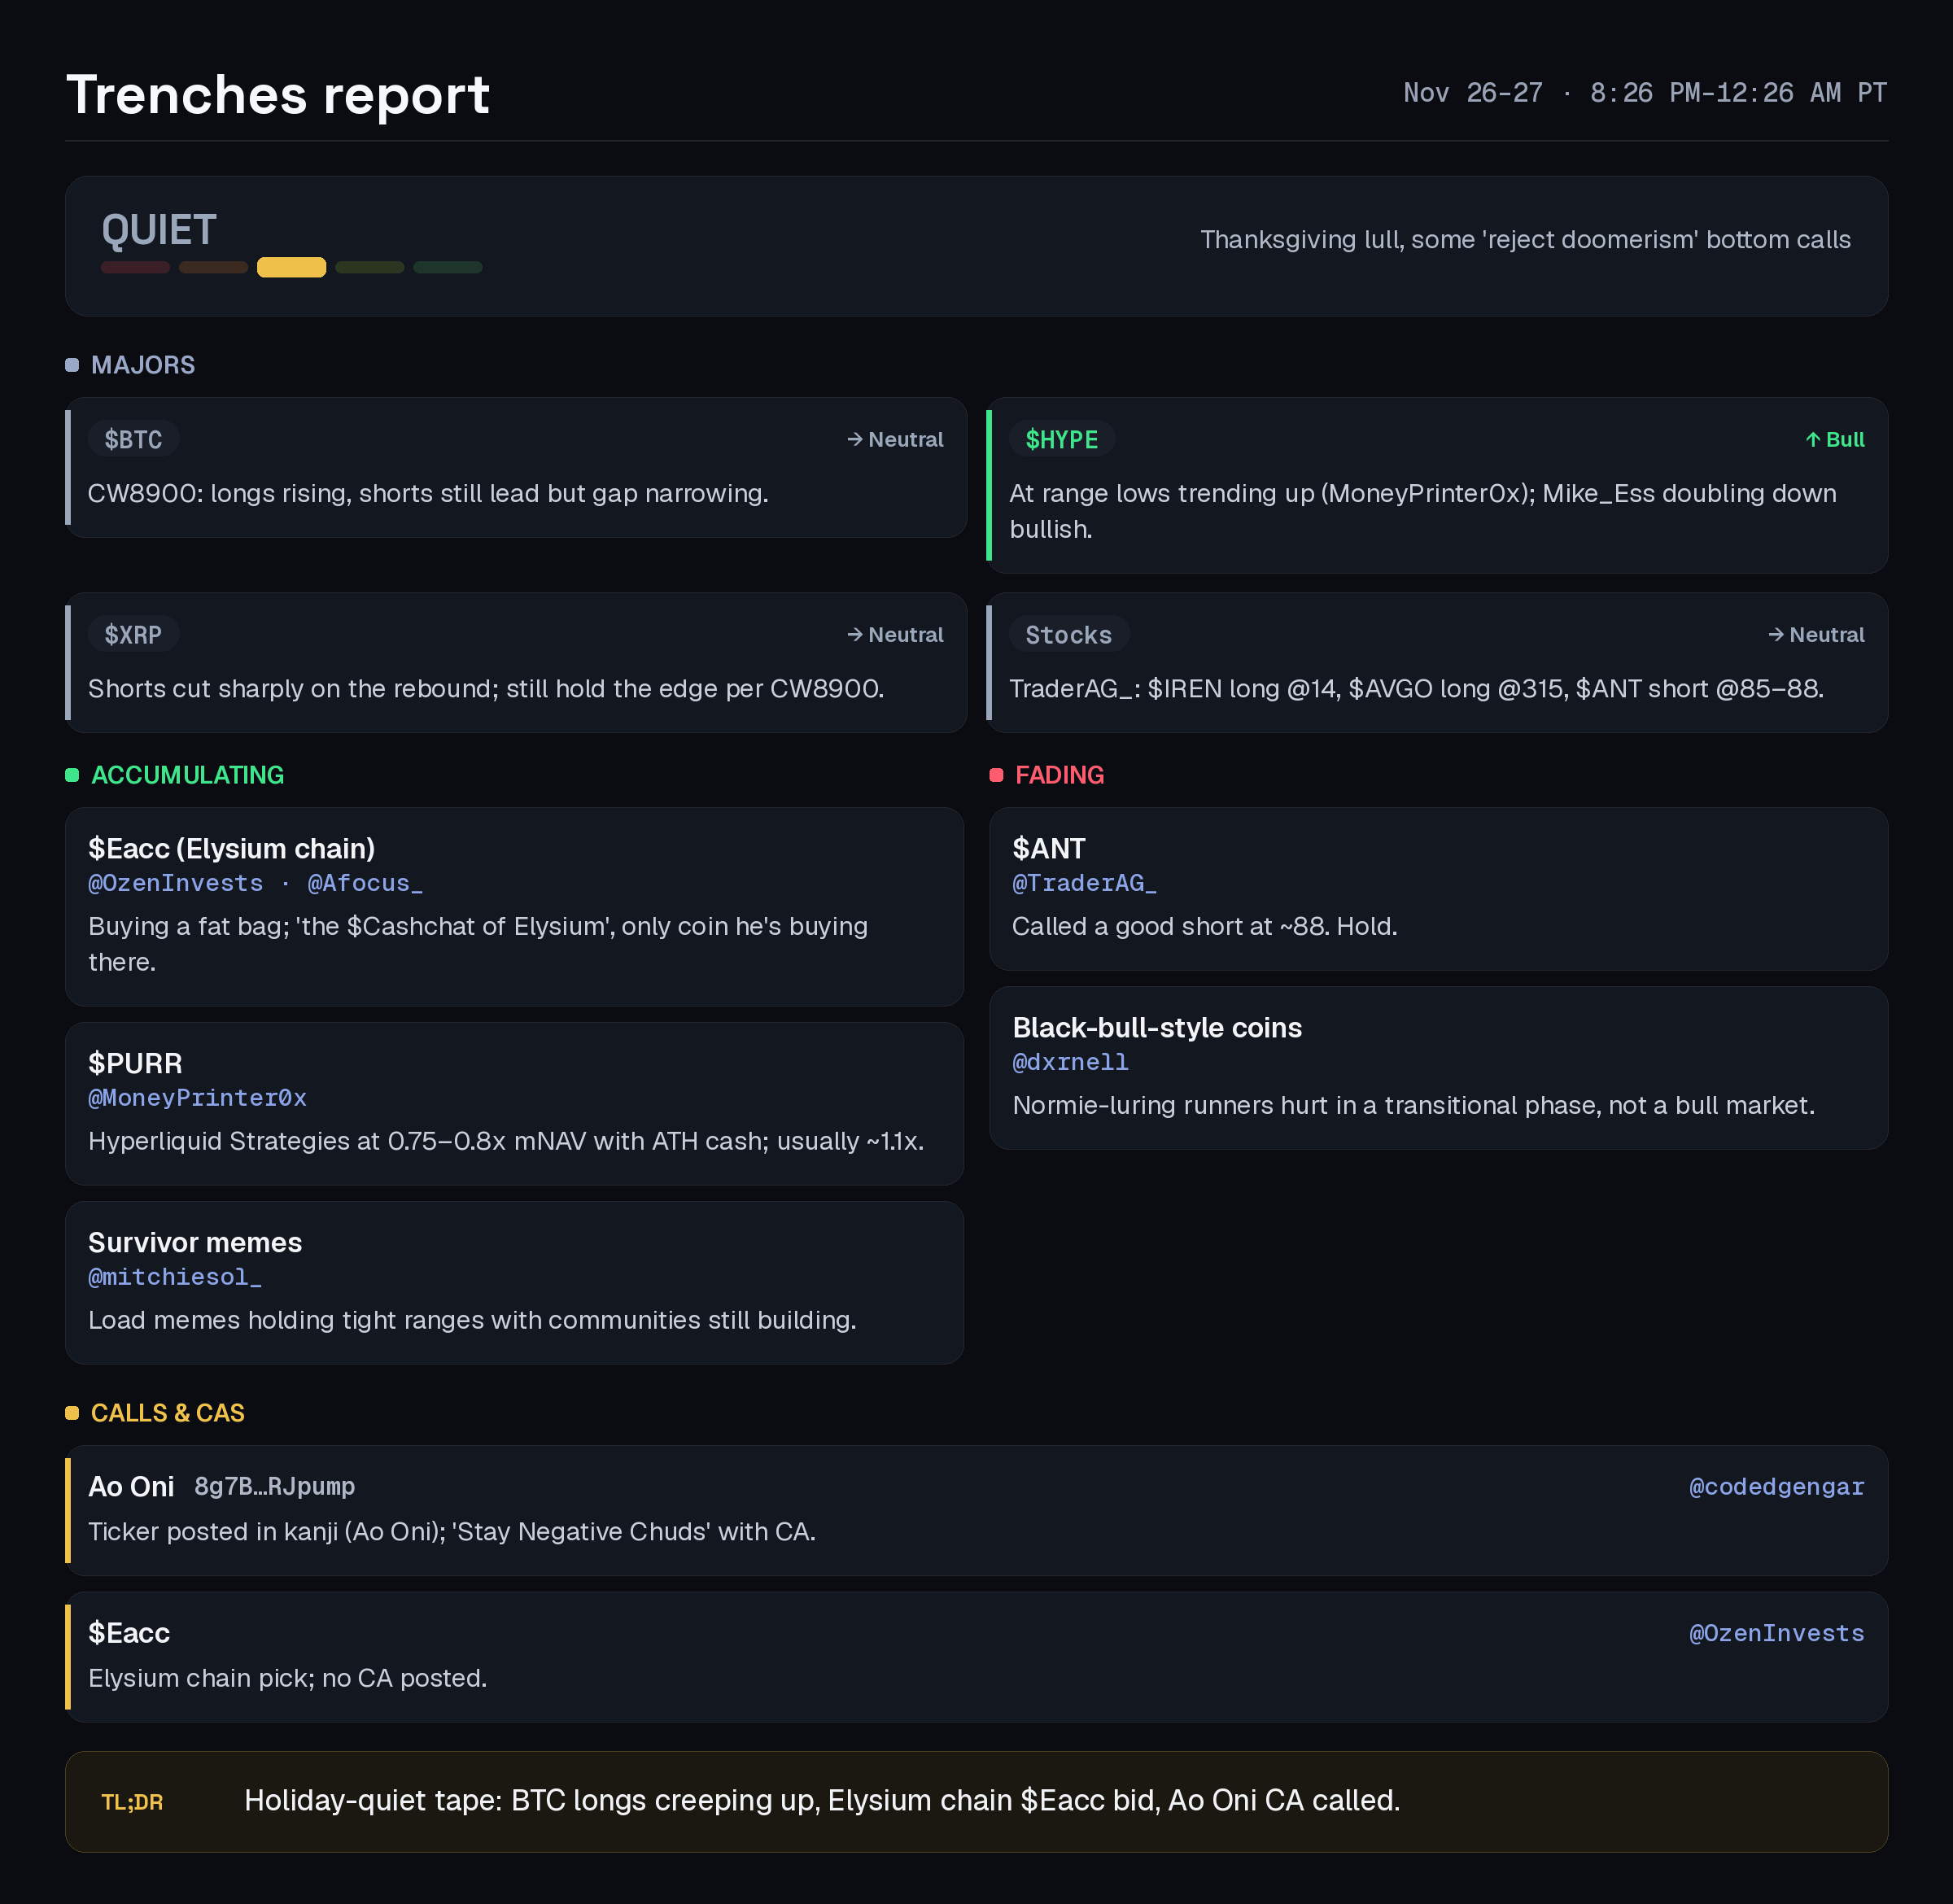 Trenches report
Nov 26–27 · 8:26 PM–12:26 AM PT
QUIET
Thanksgiving lull, some 'reject doomerism' bottom calls
MAJORS
$BTC
→ Neutral
CW8900: longs rising, shorts still lead but gap narrowing.
$HYPE
↑ Bull
At range lows trending up (MoneyPrinter0x); Mike_Ess doubling down
bullish.
$XRP
→ Neutral
Shorts cut sharply on the rebound; still hold the edge per CW8900.
Stocks
→ Neutral
TraderAG_: $IREN long @14, $AVGO long @315, $ANT short @85–88.
ACCUMULATING
$Eacc (Elysium chain)
@OzenInvests · @Afocus_
Buying a fat bag; 'the $Cashchat of Elysium', only coin he's buying
there.
$PURR
@MoneyPrinter0x
Hyperliquid Strategies at 0.75–0.8x mNAV with ATH cash; usually ~1.1x.
Survivor memes
@mitchiesol_
Load memes holding tight ranges with communities still building.
FADING
$ANT
@TraderAG_
Called a good short at ~88. Hold.
Black-bull-style coins
@dxrnell
Normie-luring runners hurt in a transitional phase, not a bull market.
CALLS & CAS
Ao Oni 8g7B…RJpump
@codedgengar
Ticker posted in kanji (Ao Oni); 'Stay Negative Chuds' with CA.
$Eacc
@OzenInvests
Elysium chain pick; no CA posted.
TL;DR
Holiday-quiet tape: BTC longs creeping up, Elysium chain $Eacc bid, Ao Oni CA called.